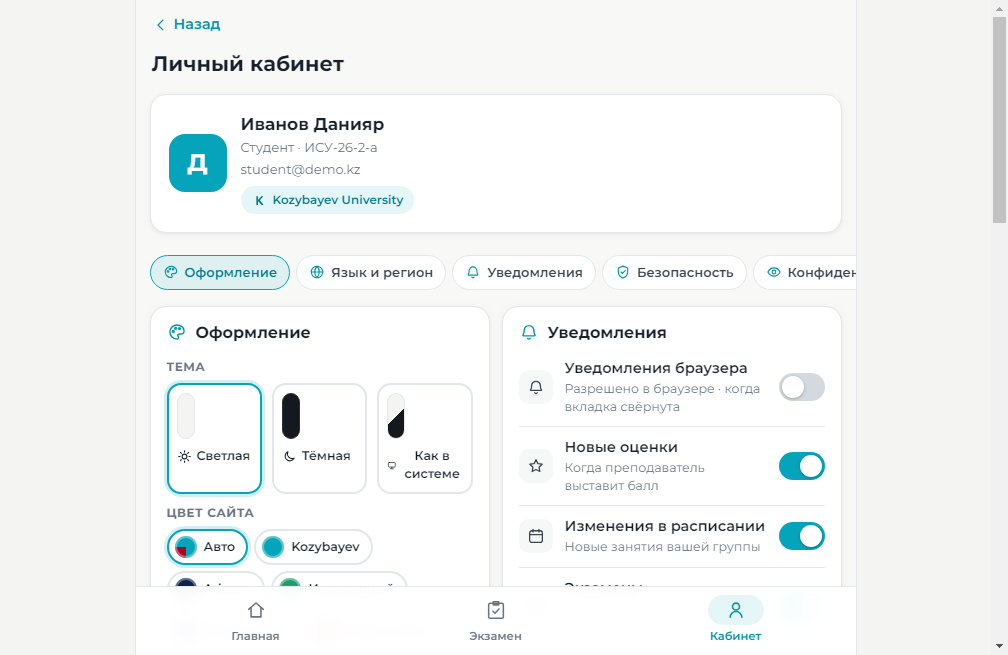 Назад
Личный кабинет
Д
Иванов Данияр
Студент · ИСУ-26-2-а
student@demo.kz
K Kozybayev University
Оформление
Язык и регион
Уведомления
Безопасность
Конфиден
Оформление
ТЕМА
Светлая
Тёмная
Как в
системе
ЦВЕТ САЙТА
Авто
Kozybayev
Уведомления
Уведомления браузера
Разрешено в браузере · когда
вкладка свёрнута
Новые оценки
Когда преподаватель
выставит балл
Изменения в расписании
Новые занятия вашей группы
Главная
Экзамен
Кабинет